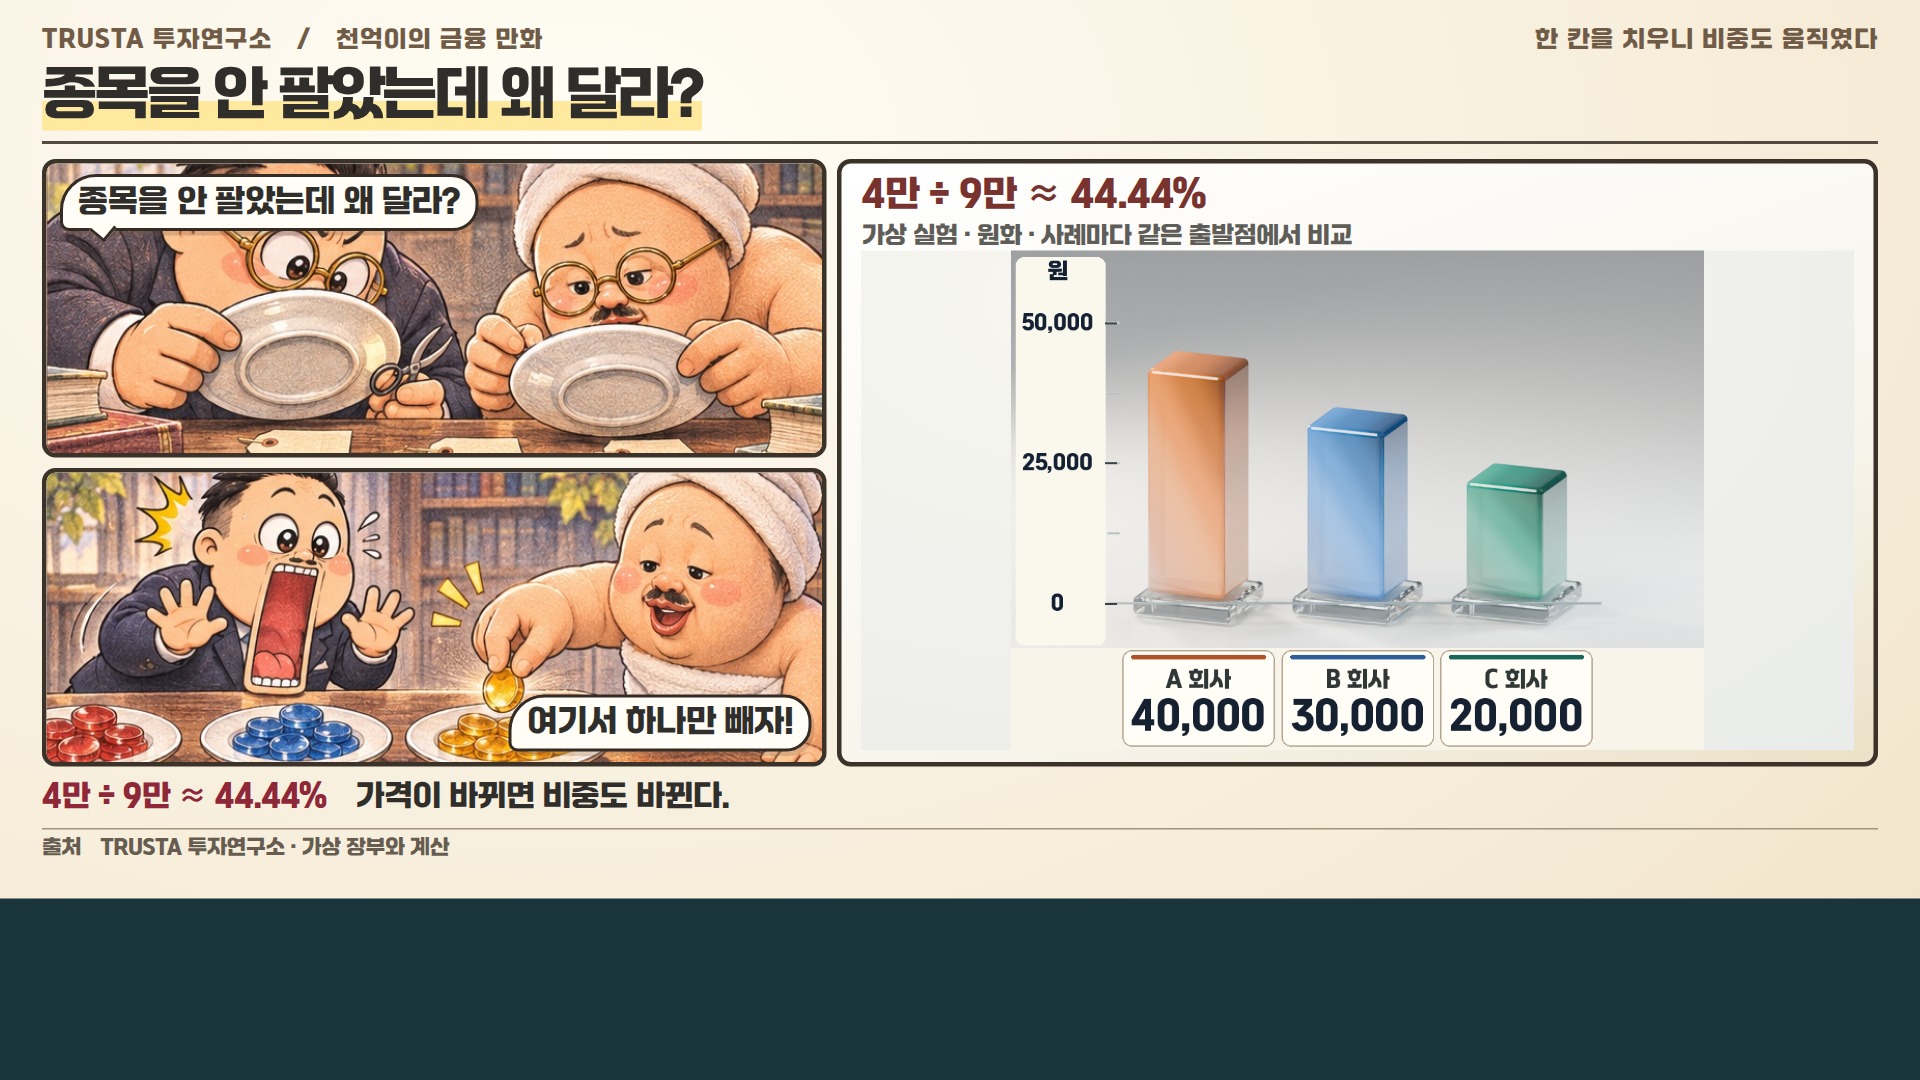 TRUSTA 투자연구소 / 천억이의 금융 만화
한 칸을 치우니 비중도 움직였다
종목을 안 팔았는데 왜 달라?
종목을 안 팔았는데 왜 달라?
여기서 하나만 빼자!
4만 ÷ 9만 ≈ 44.44%
가상 실험 · 원화 · 사례마다 같은 출발점에서 비교
원
50,000
25,000
0
A 회사
40,000
B 회사
30,000
C 회사
20,000
4만 ÷ 9만 ≈ 44.44% 가격이 바뀌면 비중도 바뀐다.
출처 TRUSTA 투자연구소 · 가상 장부와 계산